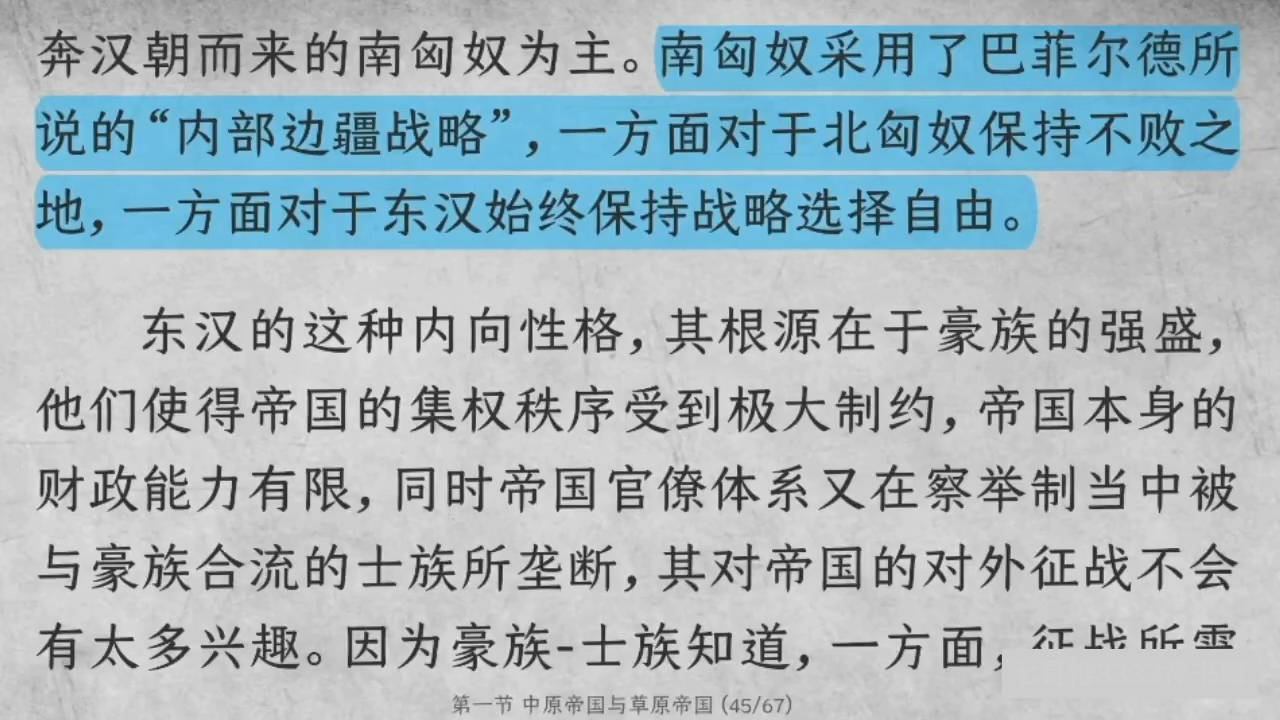 奔汉朝而来的南匈奴为主。南匈奴采用了巴菲尔德所
说的“内部边疆战略”，一方面对于北匈奴保持不败之
地，一方面对于东汉始终保持战略选择自由。
东汉的这种内向性格，其根源在于豪族的强盛，
他们使得帝国的集权秩序受到极大制约，帝国本身的
财政能力有限，同时帝国官僚体系又在察举制当中被
与豪族合流的士族所垄断，其对帝国的对外征战不会
有太多兴趣。因为豪族-士族知道，一方面，征战所需
第一节 中原帝国与草原帝国 (45/67)